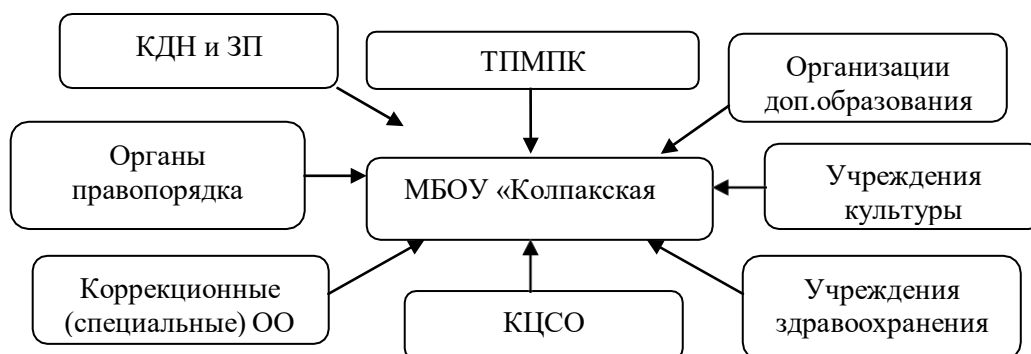 КДН и ЗП
ТПМПК
Организации
доп.образования
Органы
правопорядка
МБОУ «Колпакская
Учреждения
культуры
Коррекционные
(специальные) ОО
КЦСО
Учреждения
здравоохранения